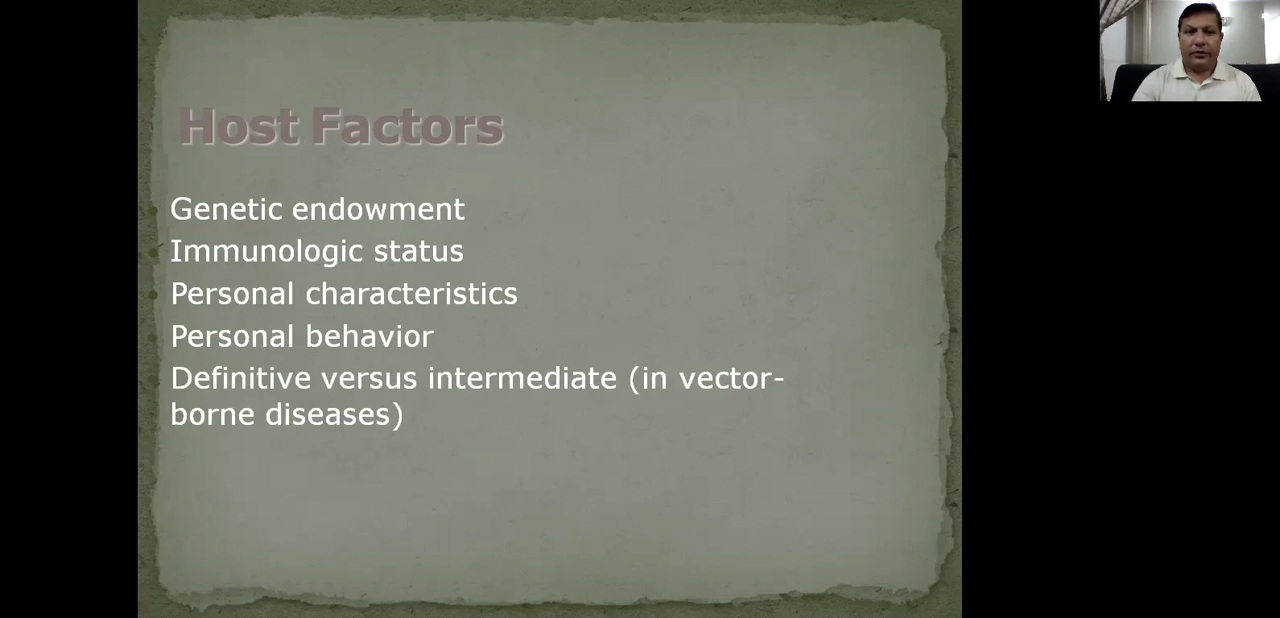 Host Factors
Genetic endowment
Immunologic status
Personal characteristics
Personal behavior
Definitive versus intermediate (in vector-
borne diseases)